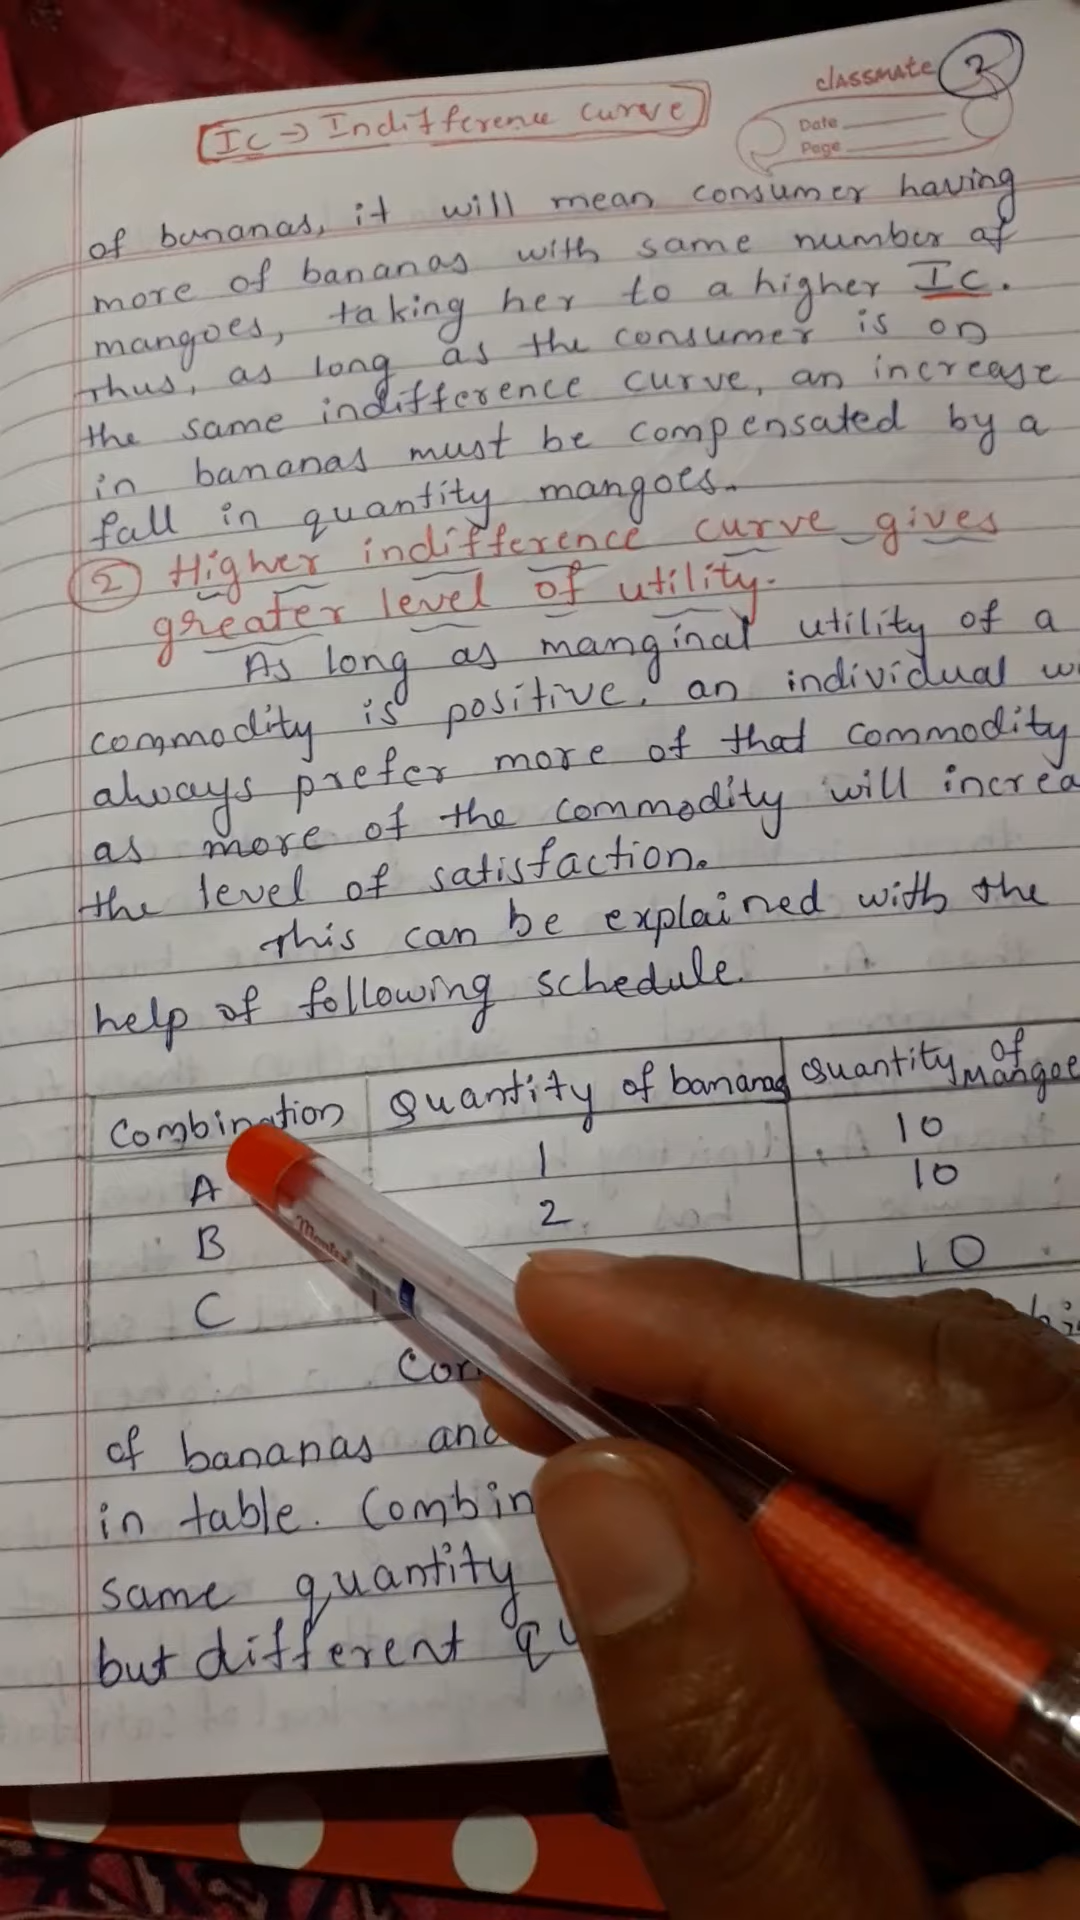 classmate 2
IC → Indifference curve
Date
Page
of bananas, it will mean consumer having
more of bananas with same number of
mangoes, taking her to a higher IC.
Thus, as long as the consumer is on
the same indifference curve, an increase
in bananas must be compensated by a
fall in quantity mangoes.
② Higher indifference curve gives
greater level of utility.
As long as marginal utility of a
commodity is positive, an individual
always prefer more of that commodity
as more of the commodity will
the level of satisfaction.
This can be explained with the
help of following schedule.
Combination Quantity of bananas Quantity of Mangoe
A 1 10
B 2 10
C 10
of bananas
in table.
same quantity
but different